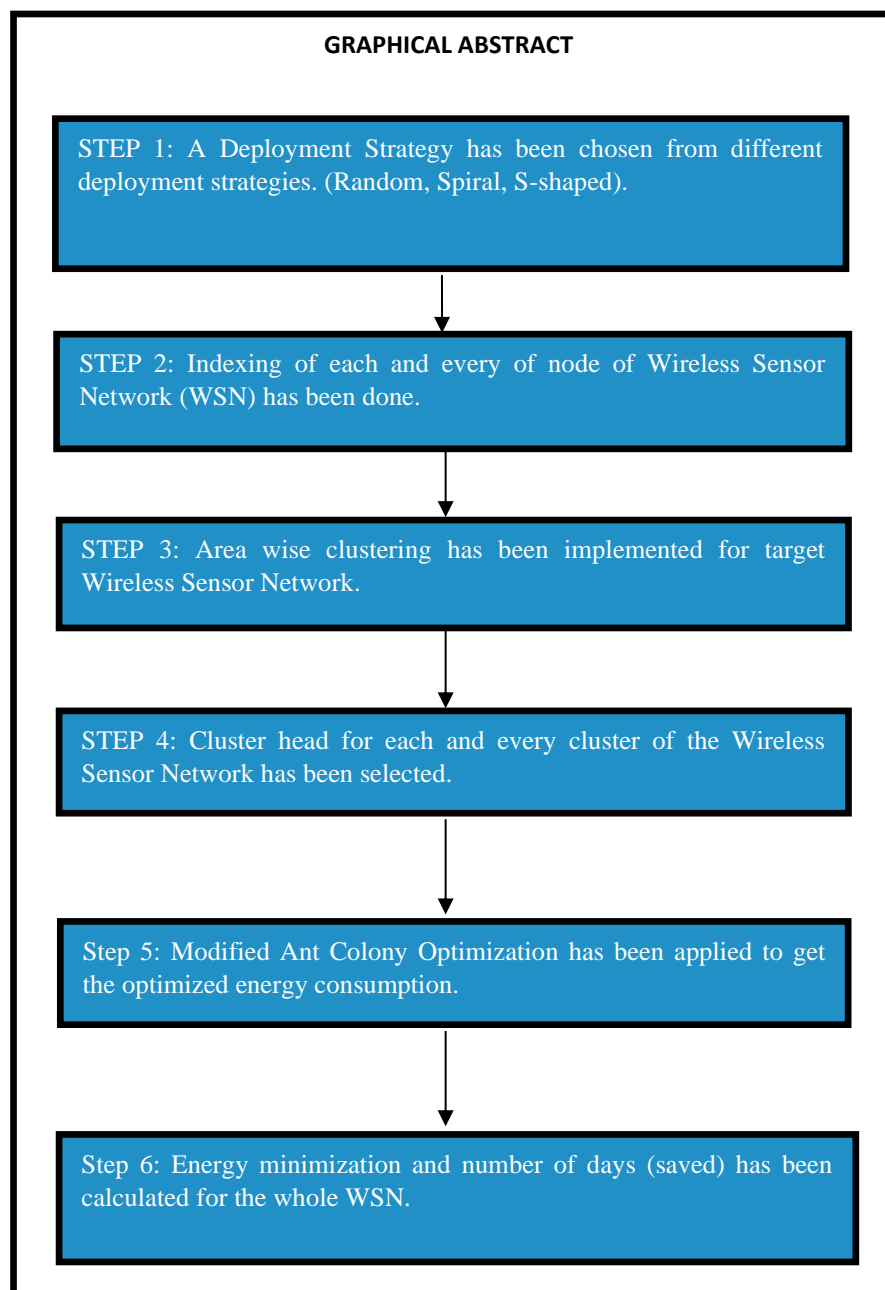 GRAPHICAL ABSTRACT
STEP 1: A Deployment Strategy has been chosen from different
deployment strategies. (Random, Spiral, S-shaped).
STEP 2: Indexing of each and every of node of Wireless Sensor
Network (WSN) has been done.
STEP 3: Area wise clustering has been implemented for target
Wireless Sensor Network.
STEP 4: Cluster head for each and every cluster of the Wireless
Sensor Network has been selected.
Step 5: Modified Ant Colony Optimization has been applied to get
the optimized energy consumption.
Step 6: Energy minimization and number of days (saved) has been
calculated for the whole WSN.